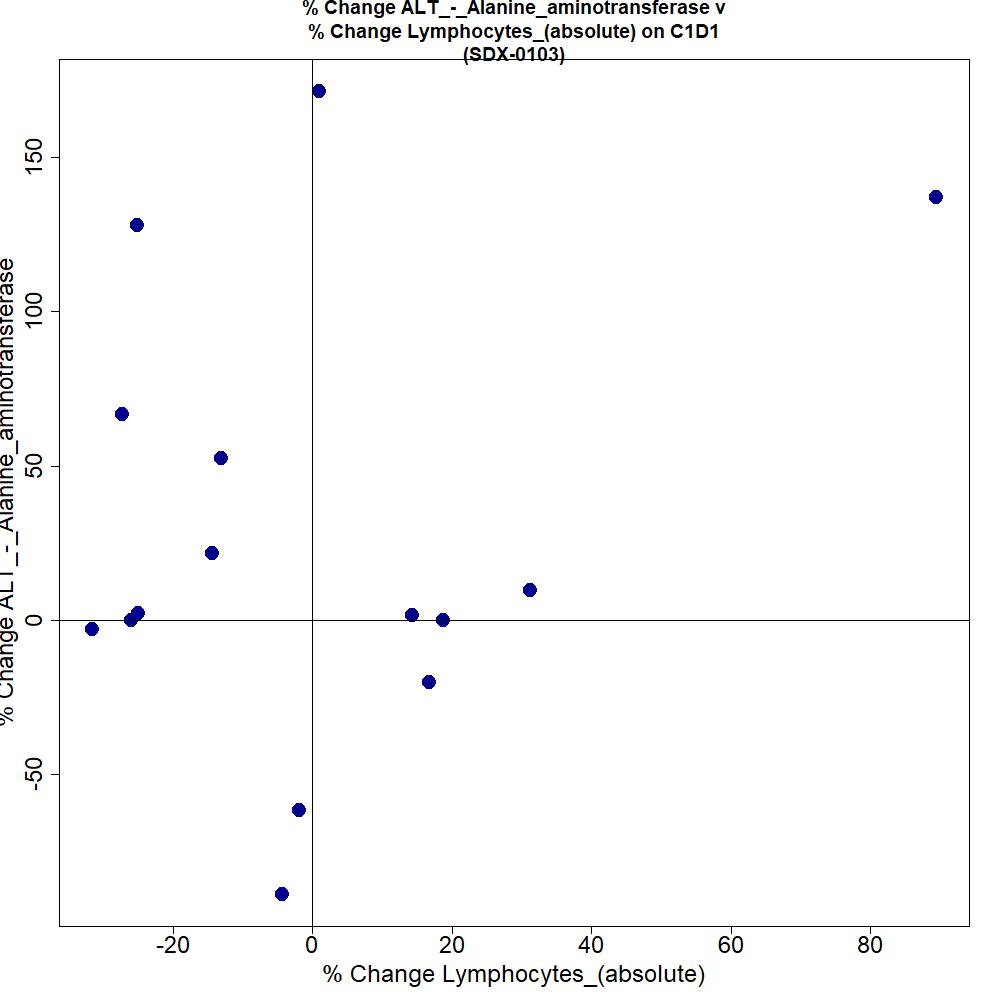 % Change ALT_-_Alanine_aminotransferase v
% Change Lymphocytes_(absolute) on C1D1
(SDX-0103)
% Change ALT_-_Alanine_aminotransferase
150
100
50
0
-50
-20
0
20
40
60
80
% Change Lymphocytes_(absolute)